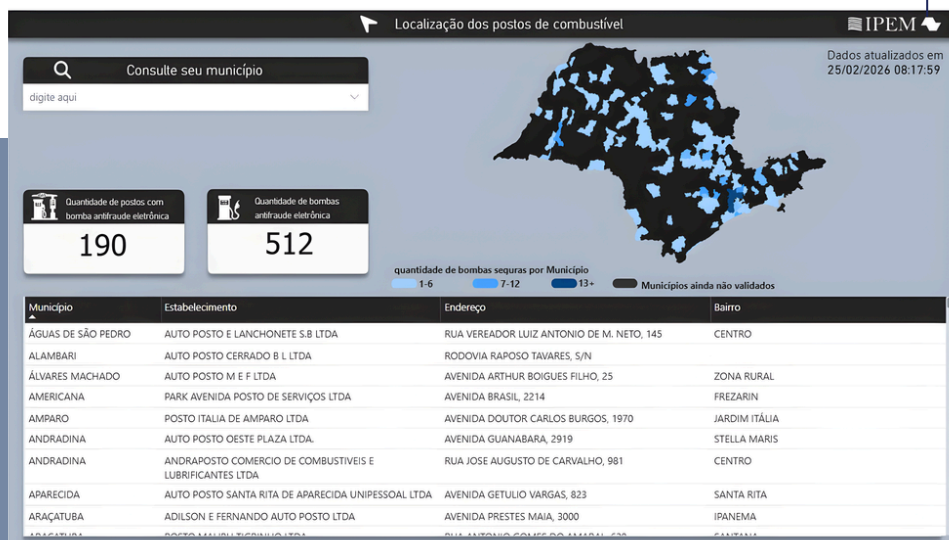 Localização dos postos de combustível
IPEM
Dados atualizados em
25/02/2026 08:17:59
Consulte seu município
digite aqui
Quantidade de postos com
bomba antifraude eletrônica
190
Quantidade de bombas
antifraude eletrônica
512
quantidade de bombas seguras por Município
1-6 7-12 13+ Municípios ainda não validados
Município Estabelecimento Endereço Bairro
ÁGUAS DE SÃO PEDRO AUTO POSTO E LANCHONETE S.B LTDA RUA VEREADOR LUIZ ANTONIO DE M. NETO, 145 CENTRO
ALAMBARI AUTO POSTO CERRADO B L LTDA RODOVIA RAPOSO TAVARES, S/N
ÁLVARES MACHADO AUTO POSTO M E F LTDA AVENIDA ARTHUR BOIGUES FILHO, 25 ZONA RURAL
AMERICANA PARK AVENIDA POSTO DE SERVIÇOS LTDA AVENIDA BRASIL, 2214 FREZARIN
AMPARO POSTO ITALIA DE AMPARO LTDA AVENIDA DOUTOR CARLOS BURGOS, 1970 JARDIM ITÁLIA
ANDRADINA AUTO POSTO OESTE PLAZA LTDA. AVENIDA GUANABARA, 2919 STELLA MARIS
ANDRADINA ANDRAPOSTO COMERCIO DE COMBUSTIVEIS E RUA JOSE AUGUSTO DE CARVALHO, 981 CENTRO
LUBRIFICANTES LTDA
APARECIDA AUTO POSTO SANTA RITA DE APARECIDA UNIPESSOAL LTDA AVENIDA GETULIO VARGAS, 823 SANTA RITA
ARAÇATUBA ADILSON E FERNANDO AUTO POSTO LTDA AVENIDA PRESTES MAIA, 3000 IPANEMA